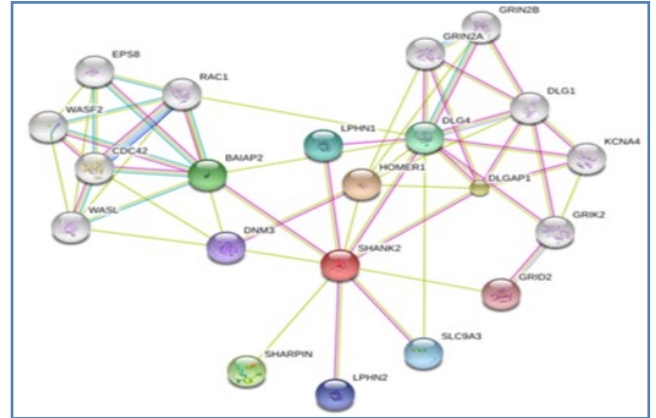 GRIN2B
GRIN2A
EPS8
RAC1
DLG1
WASF2
LPHN1
DLG4
KCNA4
CDC42
BAIAP2
HOMER1
DLGAP1
WASL
DNM3
GRIK2
SHANK2
GRID2
SLC9A3
SHARPIN
LPHN2